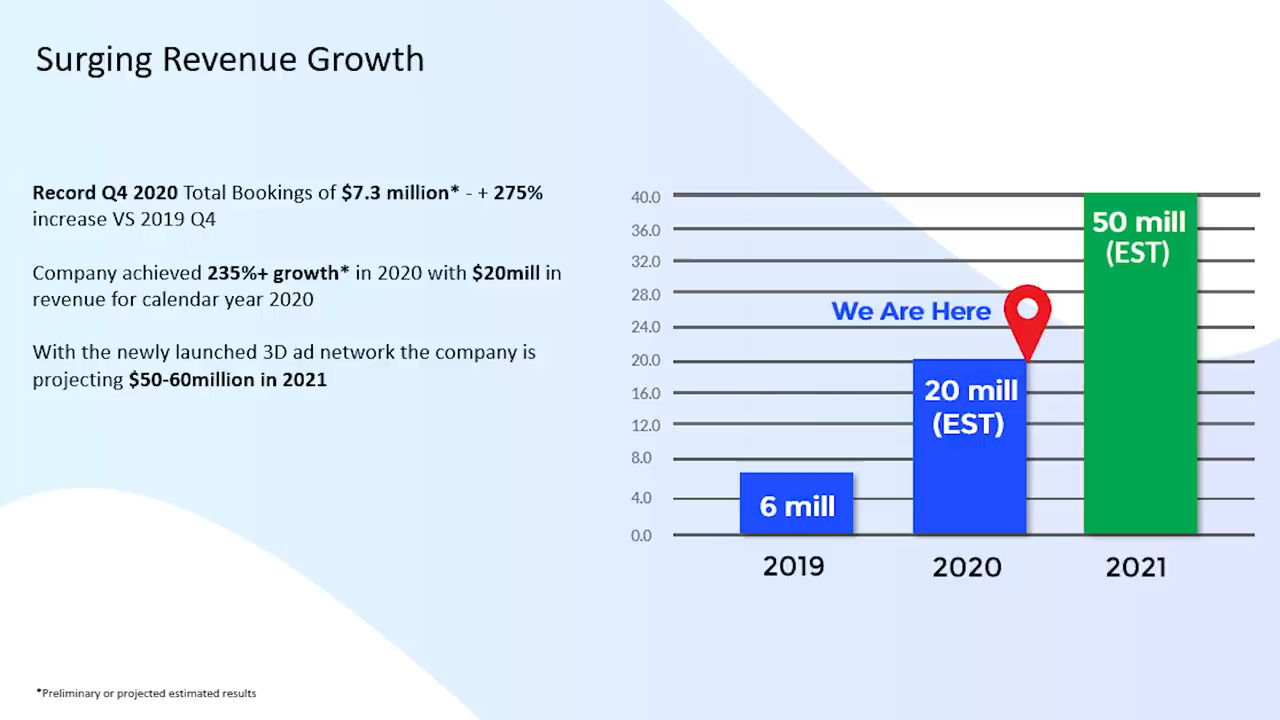 Surging Revenue Growth
Record Q4 2020 Total Bookings of $7.3 million* - + 275%
increase VS 2019 Q4
Company achieved 235%+ growth* in 2020 with $20mill in
revenue for calendar year 2020
With the newly launched 3D ad network the company is
projecting $50-60million in 2021
40.0
36.0
32.0
28.0
24.0
20.0
16.0
12.0
8.0
4.0
0.0
We Are Here
6 mill
20 mill
(EST)
50 mill
(EST)
2019
2020
2021
*Preliminary or projected estimated results